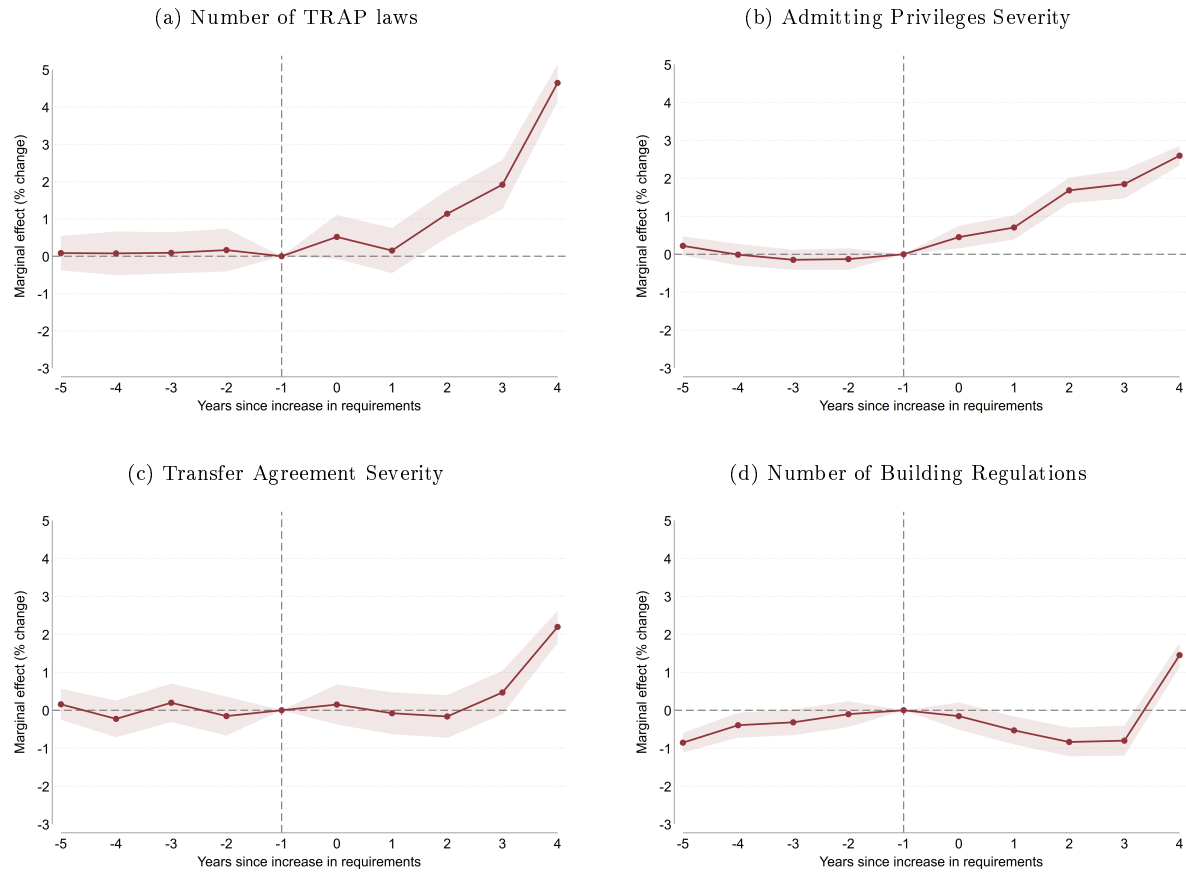 (a) Number of TRAP laws
Marginal effect (% change)
5
4
3
2
1
0
-1
-2
-3
-5 -4 -3 -2 -1 0 1 2 3 4
Years since increase in requirements
(b) Admitting Privileges Severity
Marginal effect (% change)
5
4
3
2
1
0
-1
-2
-3
-5 -4 -3 -2 -1 0 1 2 3 4
Years since increase in requirements
(c) Transfer Agreement Severity
Marginal effect (% change)
5
4
3
2
1
0
-1
-2
-3
-5 -4 -3 -2 -1 0 1 2 3 4
Years since increase in requirements
(d) Number of Building Regulations
Marginal effect (% change)
5
4
3
2
1
0
-1
-2
-3
-5 -4 -3 -2 -1 0 1 2 3 4
Years since increase in requirements